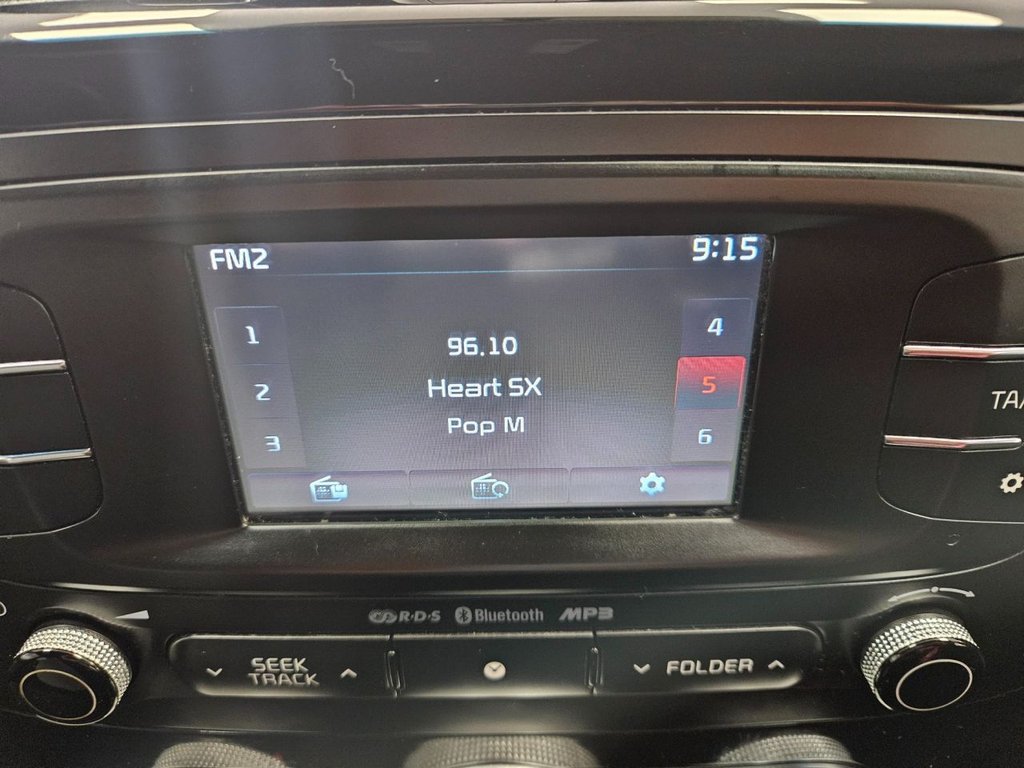 FM2 9:15
1 4
96.10
2 Heart SX 5
3 Pop M 6
TA/
R·D·S Bluetooth MP3
SEEK
TRACK
FOLDER